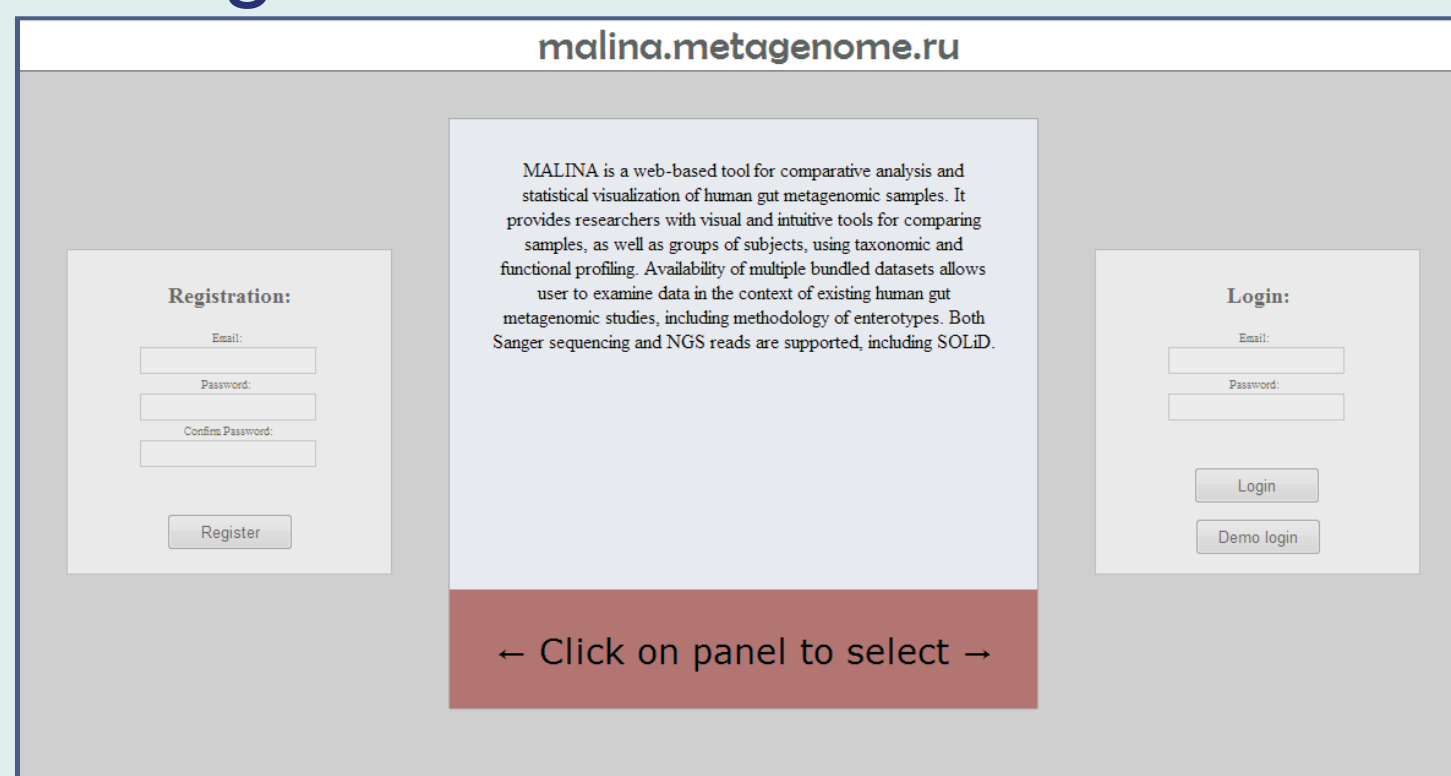 malina.metagenome.ru
Registration:
Email:
Password:
Confirm Password:
Register
MALINA is a web-based tool for comparative analysis and
statistical visualization of human gut metagenomic samples. It
provides researchers with visual and intuitive tools for comparing
samples, as well as groups of subjects, using taxonomic and
functional profiling. Availability of multiple bundled datasets allows
user to examine data in the context of existing human gut
metagenomic studies, including methodology of enterotypes. Both
Sanger sequencing and NGS reads are supported, including SOLiD.
← Click on panel to select →
Login:
Email:
Password:
Login
Demo login